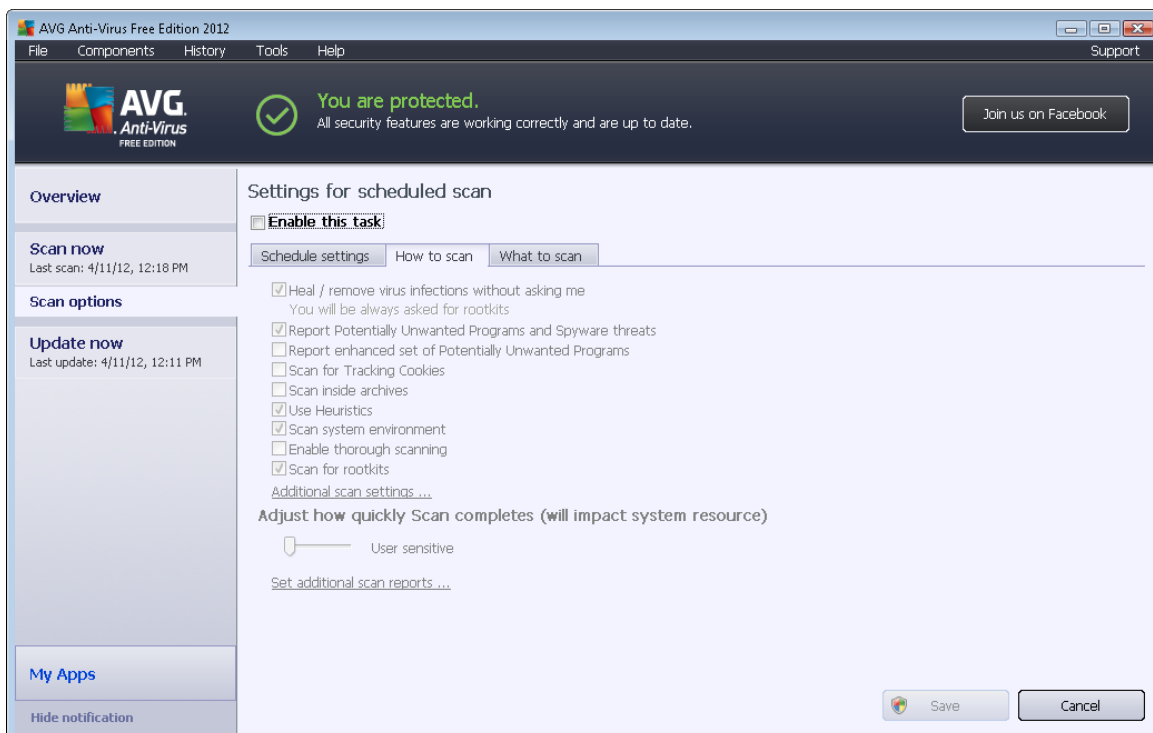 AVG Anti-Virus Free Edition 2012
File Components History Tools Help Support
AVG.
Anti-Virus
FREE EDITION
You are protected.
All security features are working correctly and are up to date.
Join us on Facebook
Overview
Scan now
Last scan: 4/11/12, 12:18 PM
Scan options
Update now
Last update: 4/11/12, 12:11 PM
My Apps
Hide notification
Settings for scheduled scan
Enable this task
Schedule settings How to scan What to scan
Heal / remove virus infections without asking me
You will be always asked for rootkits
Report Potentially Unwanted Programs and Spyware threats
Report enhanced set of Potentially Unwanted Programs
Scan for Tracking Cookies
Scan inside archives
Use Heuristics
Scan system environment
Enable thorough scanning
Scan for rootkits
Additional scan settings ...
Adjust how quickly Scan completes (will impact system resource)
User sensitive
Set additional scan reports ...
Save Cancel